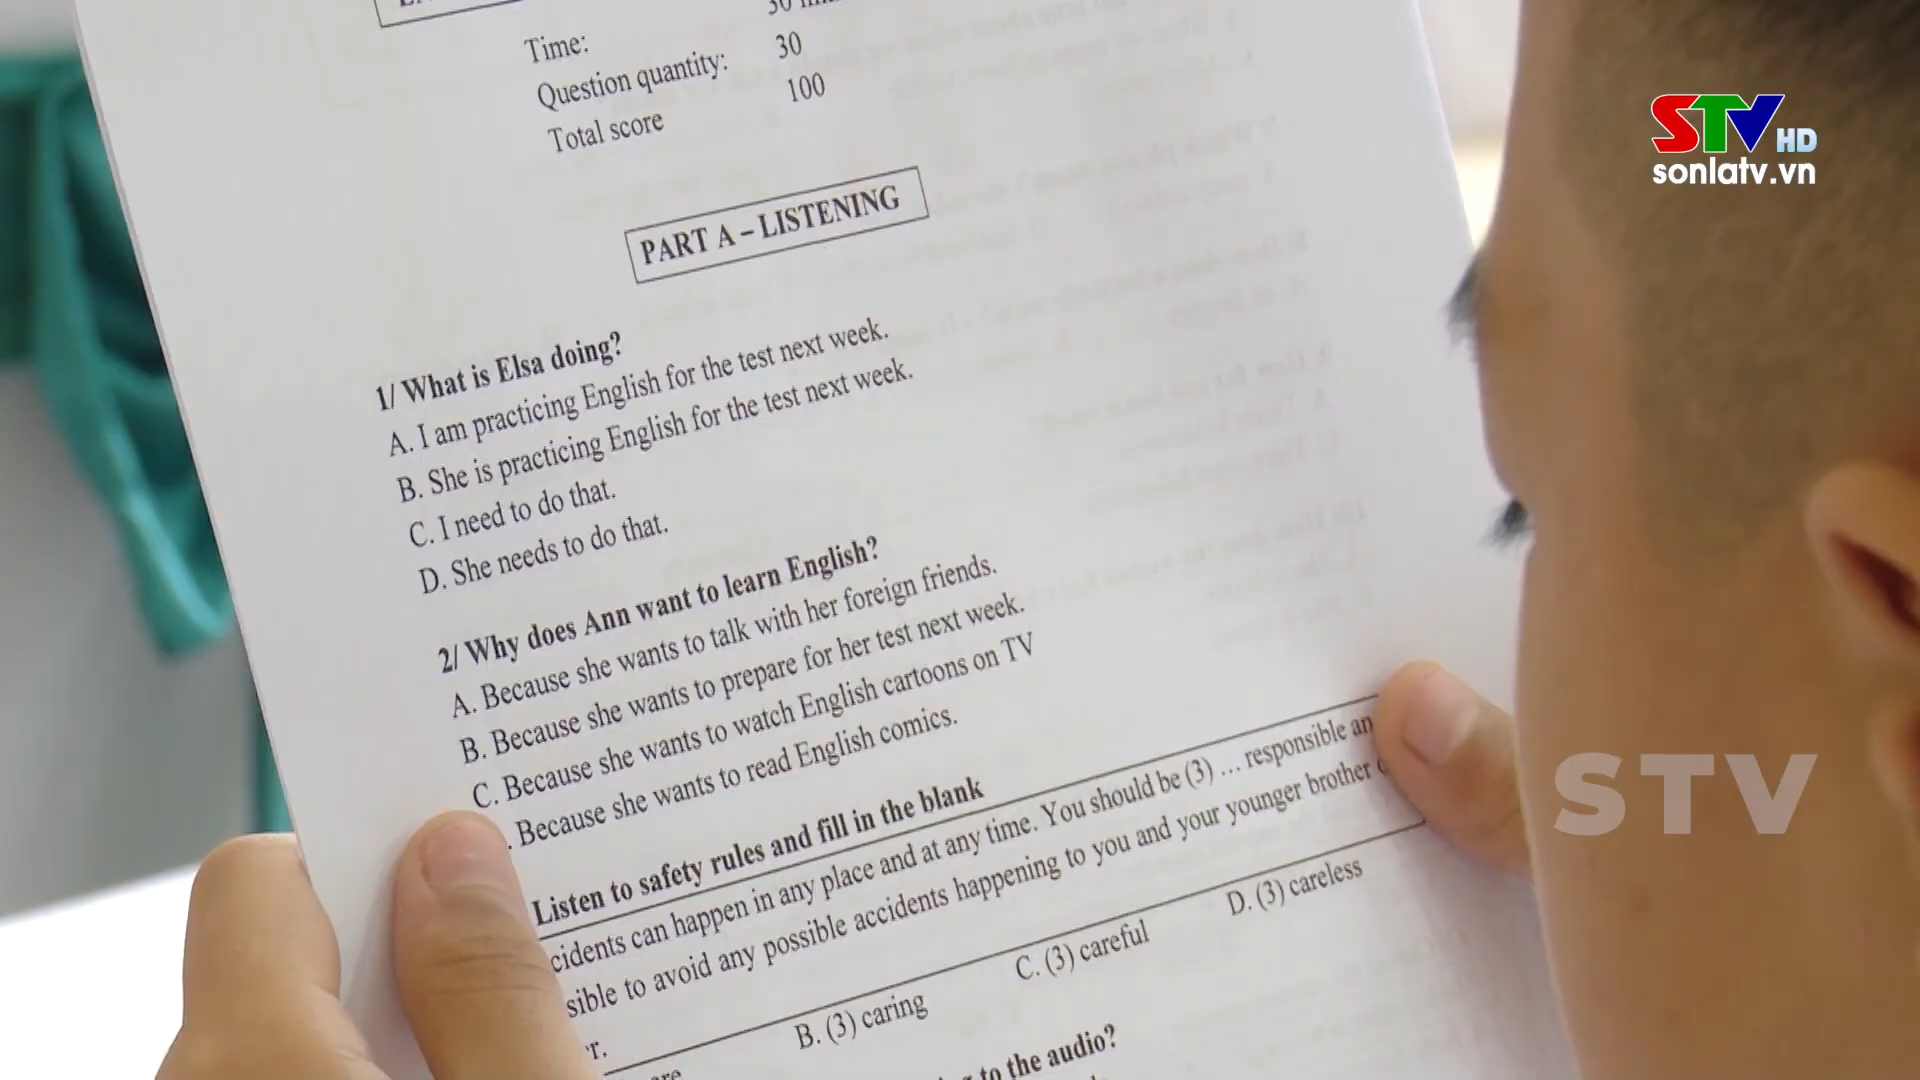 STV HD
sonlatv.vn
Time:
Question quantity: 30
Total score 100
PART A – LISTENING
1/ What is Elsa doing?
A. I am practicing English for the test next week.
B. She is practicing English for the test next week.
C. I need to do that.
D. She needs to do that.
2/ Why does Ann want to learn English?
A. Because she wants to talk with her foreign friends.
B. Because she wants to prepare for her test next week.
C. Because she wants to watch English cartoons on TV
. Because she wants to read English comics.
Listen to safety rules and fill in the blank
cidents can happen in any place and at any time. You should be (3) ... responsible an
sible to avoid any possible accidents happening to you and your younger brother
r.
B. (3) caring C. (3) careful D. (3) careless
to the audio?
STV